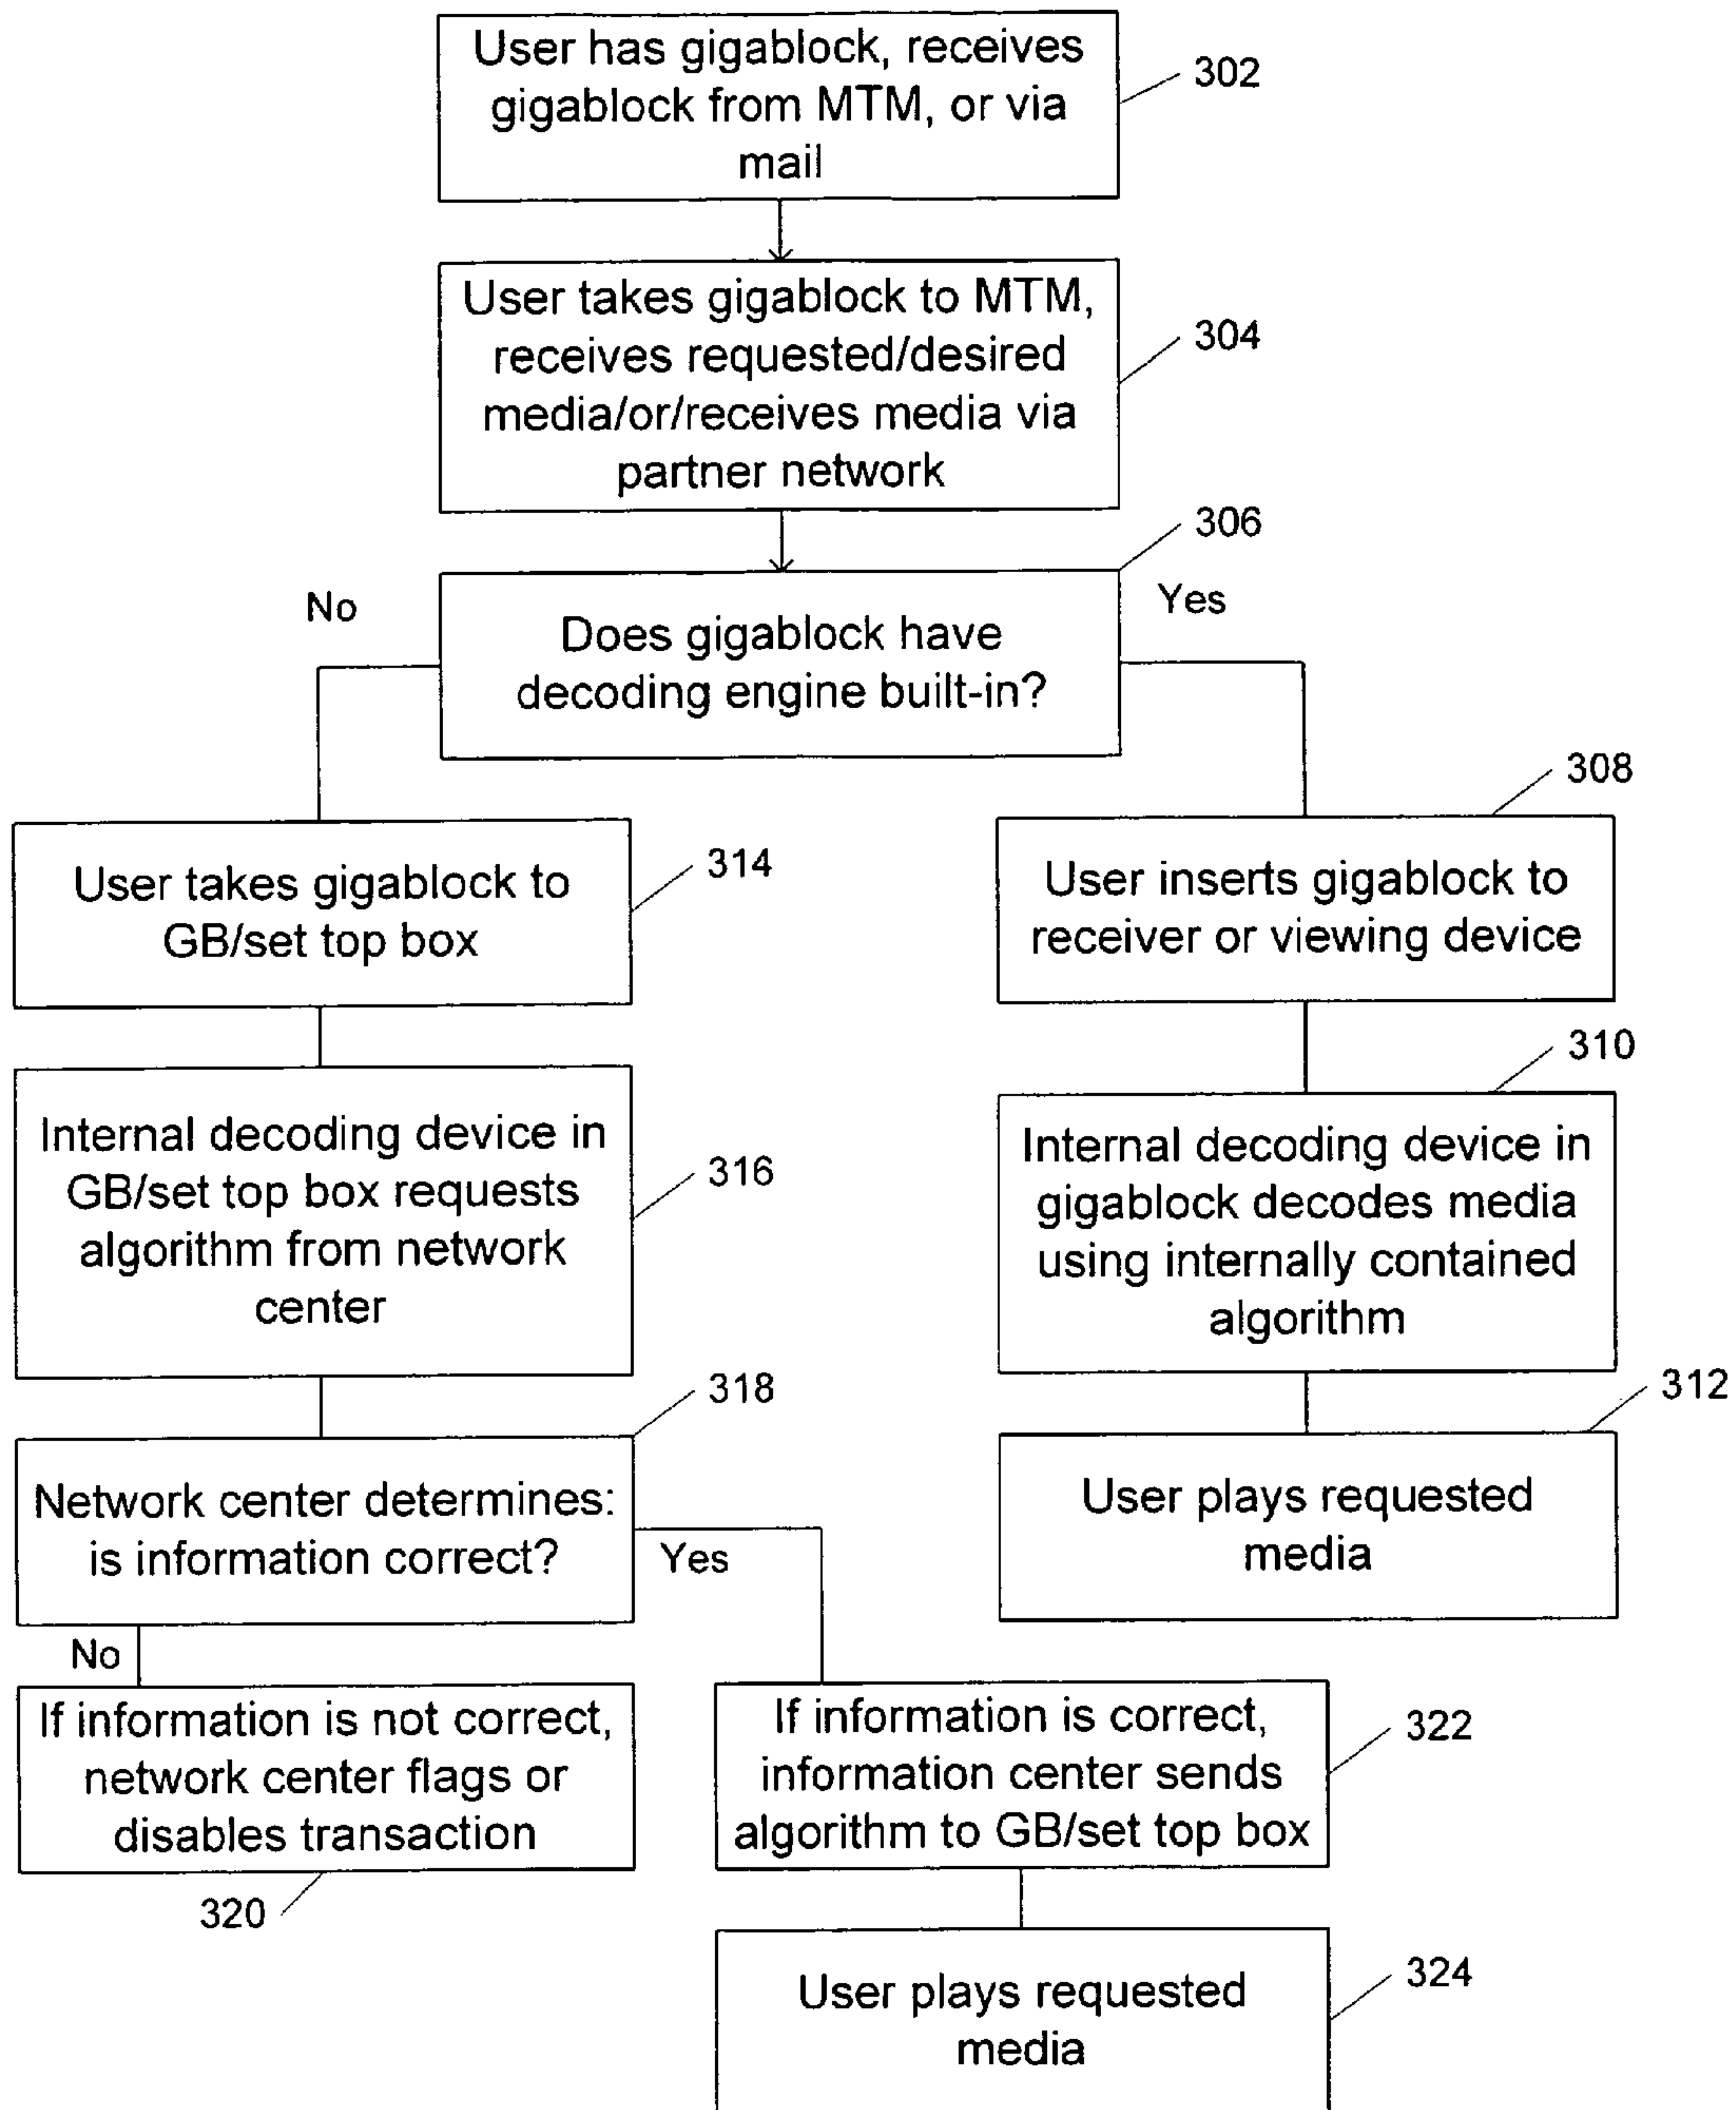 User has gigablock, receives
gigablock from MTM, or via
mail
302
User takes gigablock to MTM,
receives requested/desired
media/or/receives media via
partner network
304
306
No
Yes
Does gigablock have
decoding engine built-in?
308
User takes gigablock to
GB/set top box
314
User inserts gigablock to
receiver or viewing device
310
Internal decoding device in
GB/set top box requests
algorithm from network
center
316
Internal decoding device in
gigablock decodes media
using internally contained
algorithm
318
312
Network center determines:
is information correct?
Yes
User plays requested
media
No
If information is not correct,
network center flags or
disables transaction
320
If information is correct,
information center sends
algorithm to GB/set top box
322
User plays requested
media
324